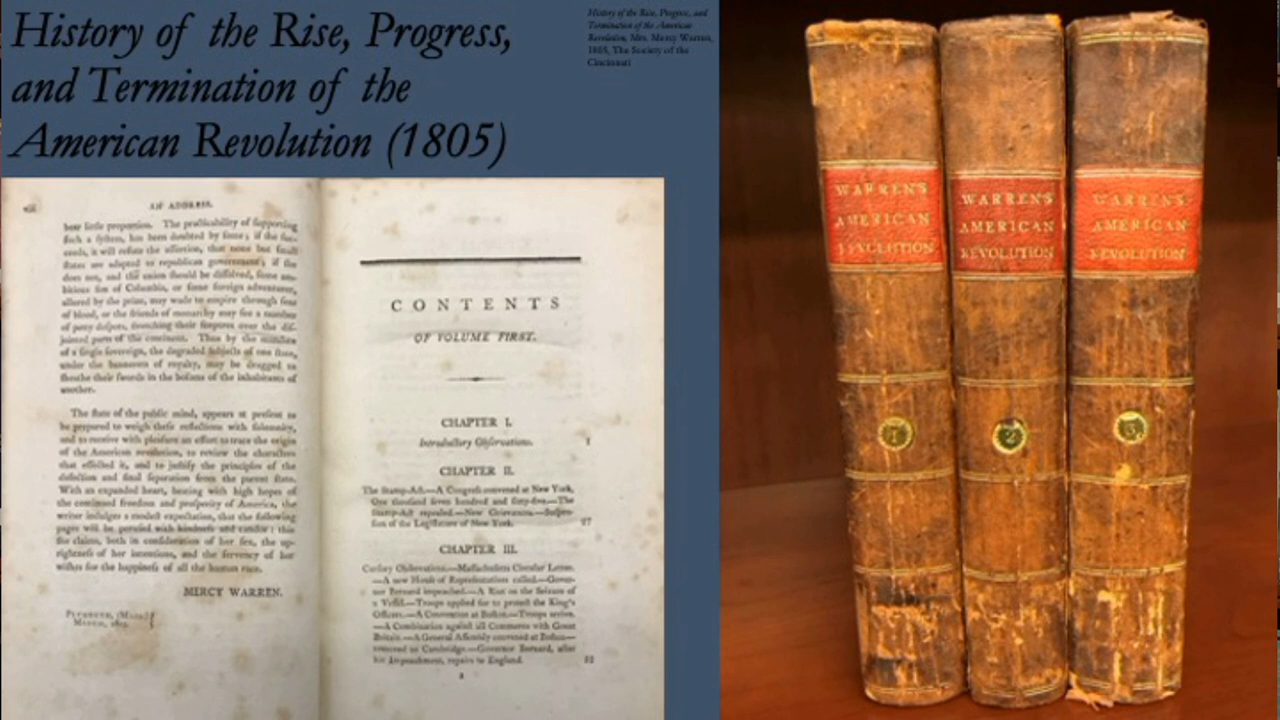 History of the Rise, Progress,
and Termination of the
American Revolution (1805)
History of the Rise, Progress, and
Termination of the American
Revolution, Mrs. Mercy Warren,
1805, The Society of the
Cincinnati
viii
AN ADDRESS.
bear little proportion. The practicability of supporting
such a system, has been doubted by some; if she suc-
ceeds, it will refute the assertion, that none but small
states are adapted to republican government; if she
does not, and the union should be dissolved, some am-
bitious son of Columbia, or some foreign adventurer,
allured by the prize, may wade to empire through seas
of blood, or the friends of monarchy may see a number
of petty despots, stretching their sceptres over the dis-
jointed parts of the continent. Thus by the mandate
of a single sovereign, the degraded subjects of one state,
under the bannerets of royalty, may be dragged to
sheathe their swords in the bosoms of the inhabitants of
another.
The state of the public mind, appears at present to
be prepared to weigh these reflections with solemnity,
and to receive with pleasure an effort to trace the origin
of the American revolution, to review the characters
that effected it, and to justify the principles of the
defection and final separation from the parent state.
With an expanded heart, beating with high hopes of
the continued freedom and prosperity of America, the
writer indulges a modest expectation, that the following
pages will be perused with kindness and candor: this
she claims, both in consideration of her sex, the up-
rightness of her intentions, and the fervency of her
wishes for the happiness of all the human race.
MERCY WARREN.
PLYMOUTH, (MASS.)
MARCH, 1805.
CONTENTS
OF VOLUME FIRST.
CHAPTER I.
Introductory Observations. 1
CHAPTER II.
The Stamp-Act.—A Congress convened at New York,
One thousand seven hundred and sixty-five.—The
Stamp-Act repealed.—New Grievances.—Suspen-
sion of the Legislature of New York. 27
CHAPTER III.
Cursory Observations.—Massachusetts Circular Letter.
—A new House of Representatives called.—Gover-
nor Bernard impeached.—A Riot on the Seizure of
a Vessel.—Troops applied for to protect the King's
Officers.—A Convention at Boston.—Troops arrive.
—A Combination against all Commerce with Great
Britain.—A General Assembly convened at Boston—
removed to Cambridge.—Governor Bernard, after
his Impeachment, repairs to England. 52
WARREN'S
AMERICAN
REVOLUTION
1
WARREN'S
AMERICAN
REVOLUTION
2
WARREN'S
AMERICAN
REVOLUTION
3